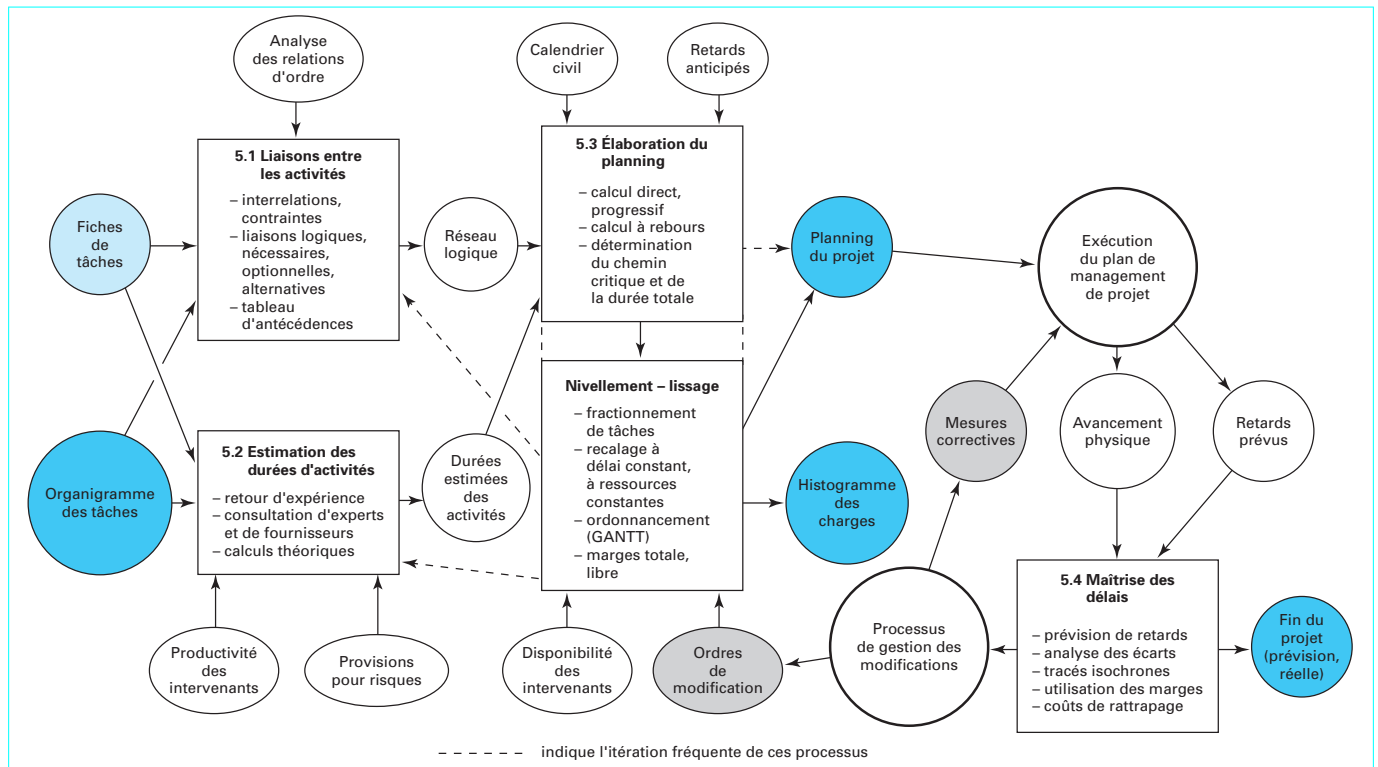 Analyse
des relations
d'ordre
Calendrier
civil
Retards
anticipés
5.1 Liaisons entre
les activités
– interrelations,
contraintes
– liaisons logiques,
nécessaires,
optionnelles,
alternatives
– tableau
d'antécédences
5.3 Élaboration du
planning
– calcul direct,
progressif
– calcul à rebours
– détermination
du chemin
critique et de
la durée totale
Fiches
de
tâches
Réseau
logique
Planning
du projet
Exécution
du plan de
management
de projet
Nivellement – lissage
– fractionnement
de tâches
– recalage à
délai constant,
à ressources
constantes
– ordonnancement
(GANTT)
– marges totale,
libre
Mesures
correctives
Avancement
physique
Retards
prévus
Organigramme
des tâches
5.2 Estimation des
durées d'activités
– retour d'expérience
– consultation d'experts
et de fournisseurs
– calculs théoriques
Durées
estimées
des
activités
Histogramme
des
charges
5.4 Maîtrise des
délais
– prévision de retards
– analyse des écarts
– tracés isochrones
– utilisation des marges
– coûts de rattrapage
Fin du
projet
(prévision,
réelle)
Productivité
des
intervenants
Provisions
pour risques
Disponibilité
des
intervenants
Ordres
de
modification
Processus
de gestion des
modifications
indique l'itération fréquente de ces processus